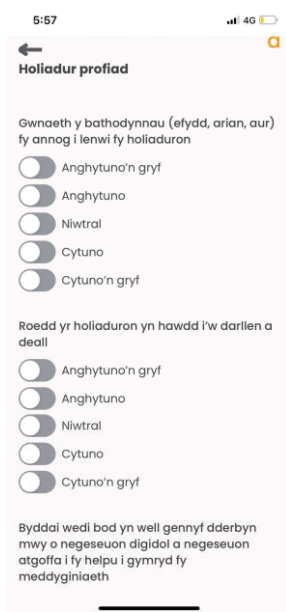 5:57
4G
a
Holiadur profiad
Gwnaeth y bathodynnau (efydd, arian, aur)
fy annog i lenwi fy holiaduron
Anghytuno'n gryf
Anghytuno
Niwtral
Cytuno
Cytuno'n gryf
Roedd yr holiaduron yn hawdd i'w darllen a
deall
Anghytuno'n gryf
Anghytuno
Niwtral
Cytuno
Cytuno'n gryf
Byddai wedi bod yn well gennyf dderbyn
mwy o negeseuon digidol a negeseuon
atgoffa i fy helpu i gymryd fy
meddyginiaeth